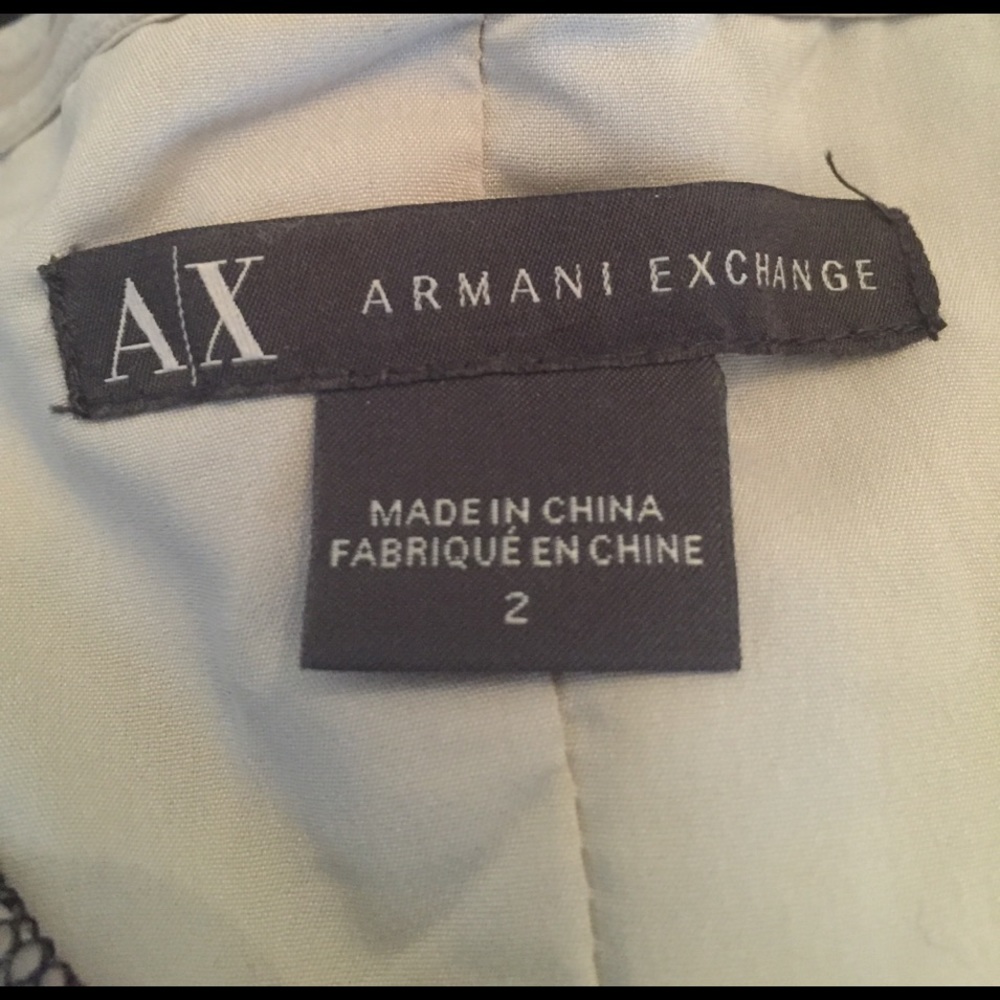 A|X ARMANI EXCHANGE
MADE IN CHINA
FABRIQUÉ EN CHINE
2